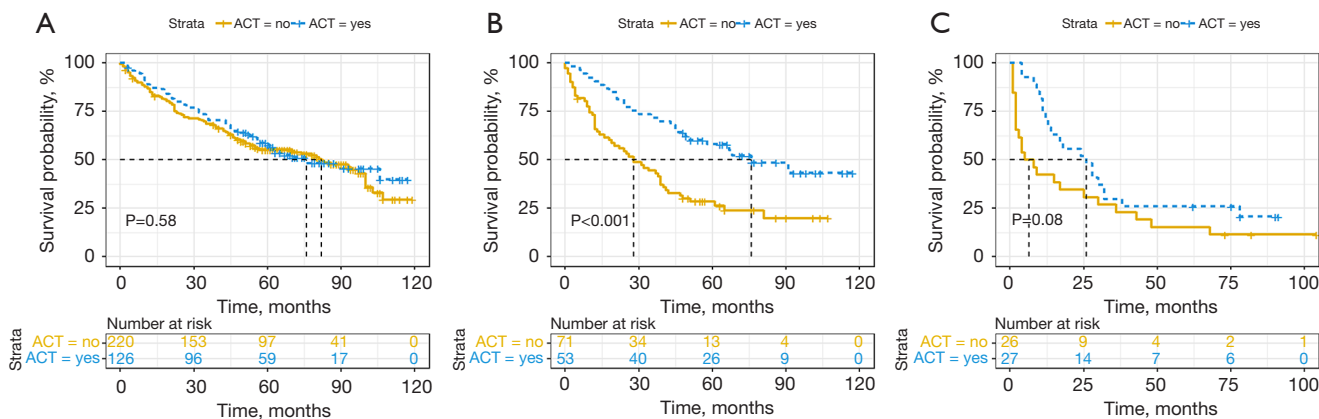 A
Strata ACT = no ACT = yes
Survival probability, %
100
75
50
25
0
P=0.58
0 30 60 90 120
Time, months
Number at risk
Strata
ACT = no 220 153 97 41 0
ACT = yes 126 96 59 17 0
0 30 60 90 120
Time, months
B
Strata ACT = no ACT = yes
Survival probability, %
100
75
50
25
0
P<0.001
0 30 60 90 120
Time, months
Number at risk
Strata
ACT = no 71 34 13 4 0
ACT = yes 53 40 26 9 0
0 30 60 90 120
Time, months
C
Strata ACT = no ACT = yes
Survival probability, %
100
75
50
25
0
P=0.08
0 25 50 75 100
Time, months
Number at risk
Strata
ACT = no 26 9 4 2 1
ACT = yes 27 14 7 6 0
0 25 50 75 100
Time, months